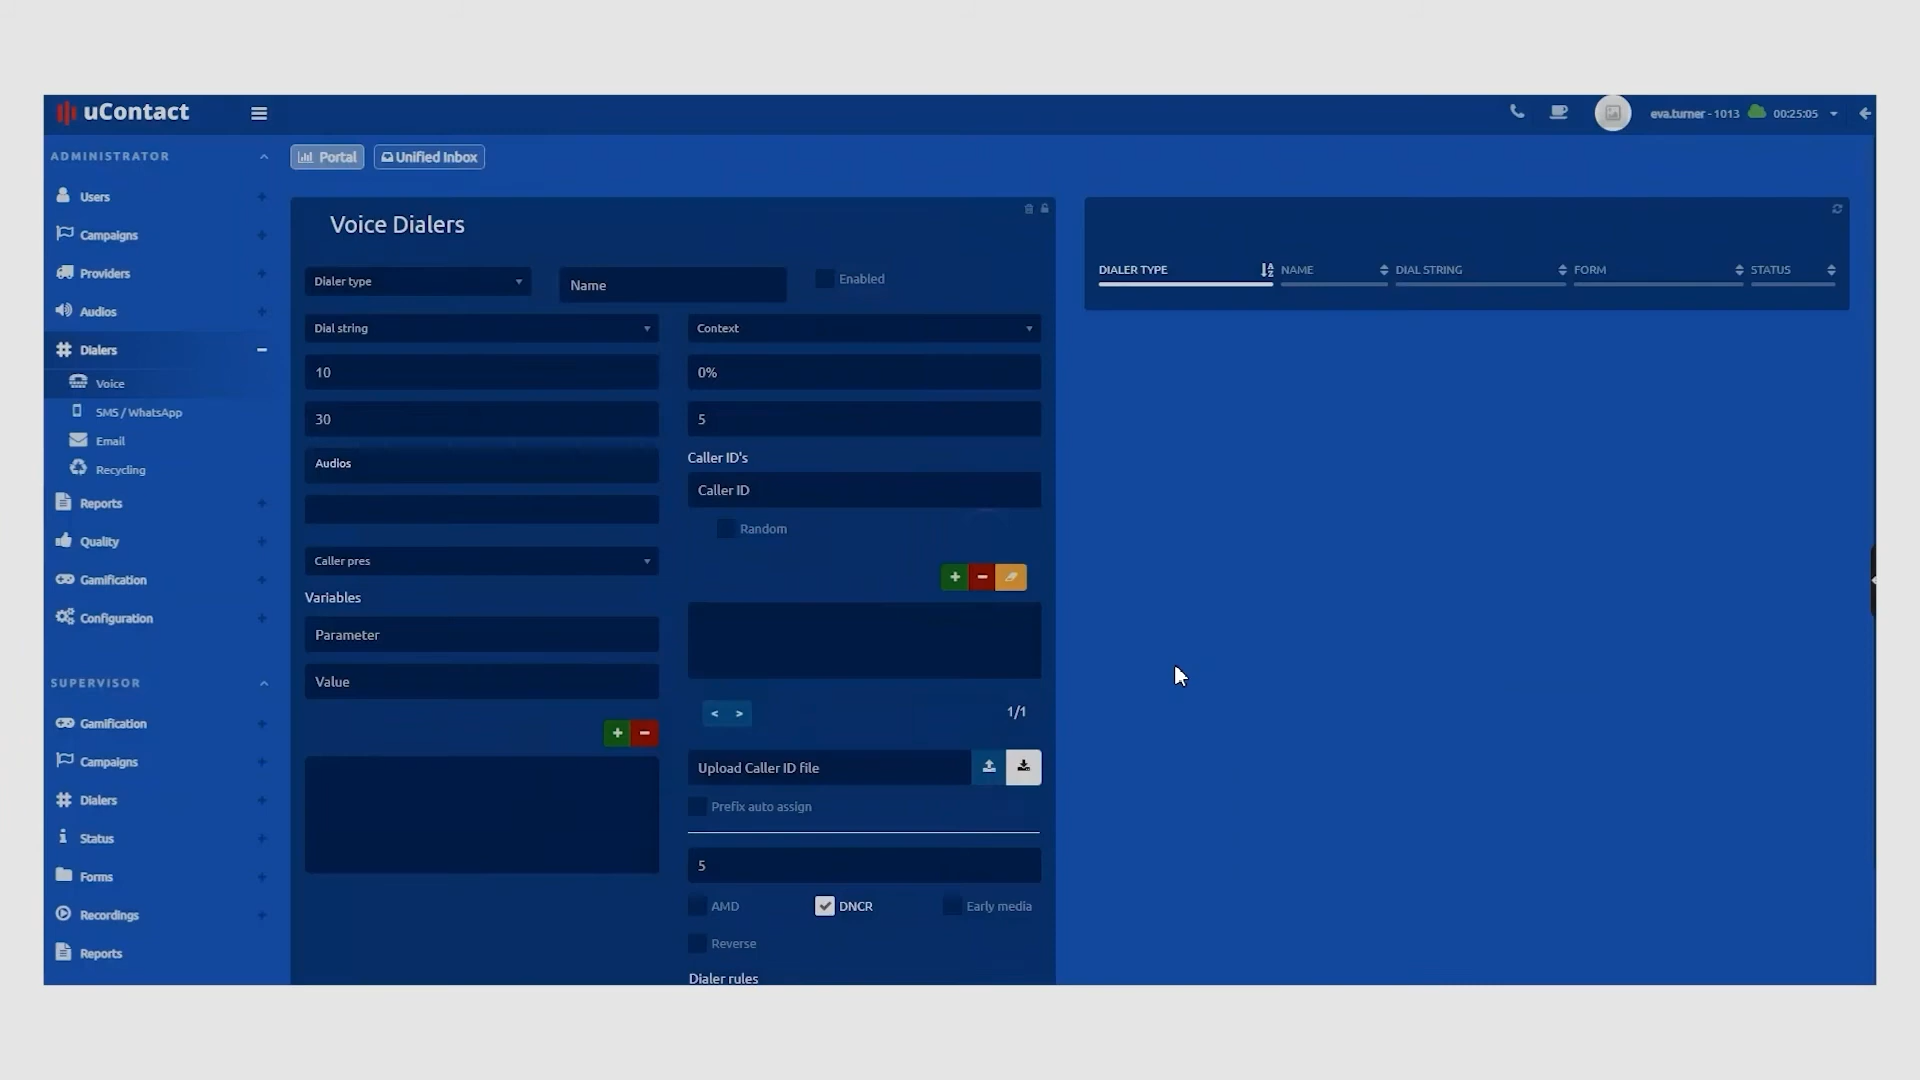 uContact
eva.turner - 1013 00:25:05
ADMINISTRATOR
Users
Campaigns
Providers
Audios
Dialers
Voice
SMS / WhatsApp
Email
Recycling
Reports
Quality
Gamification
Configuration
SUPERVISOR
Gamification
Campaigns
Dialers
Status
Forms
Recordings
Reports
Portal
Unified Inbox
Voice Dialers
Dialer type
Name
Enabled
Dial string
Context
10
0%
30
5
Audios
Caller ID's
Caller ID
Random
Caller pres
Variables
Parameter
Value
< >
1/1
Upload Caller ID file
Prefix auto assign
5
AMD
DNCR
Early media
Reverse
Dialer rules
DIALER TYPE NAME DIAL STRING FORM STATUS